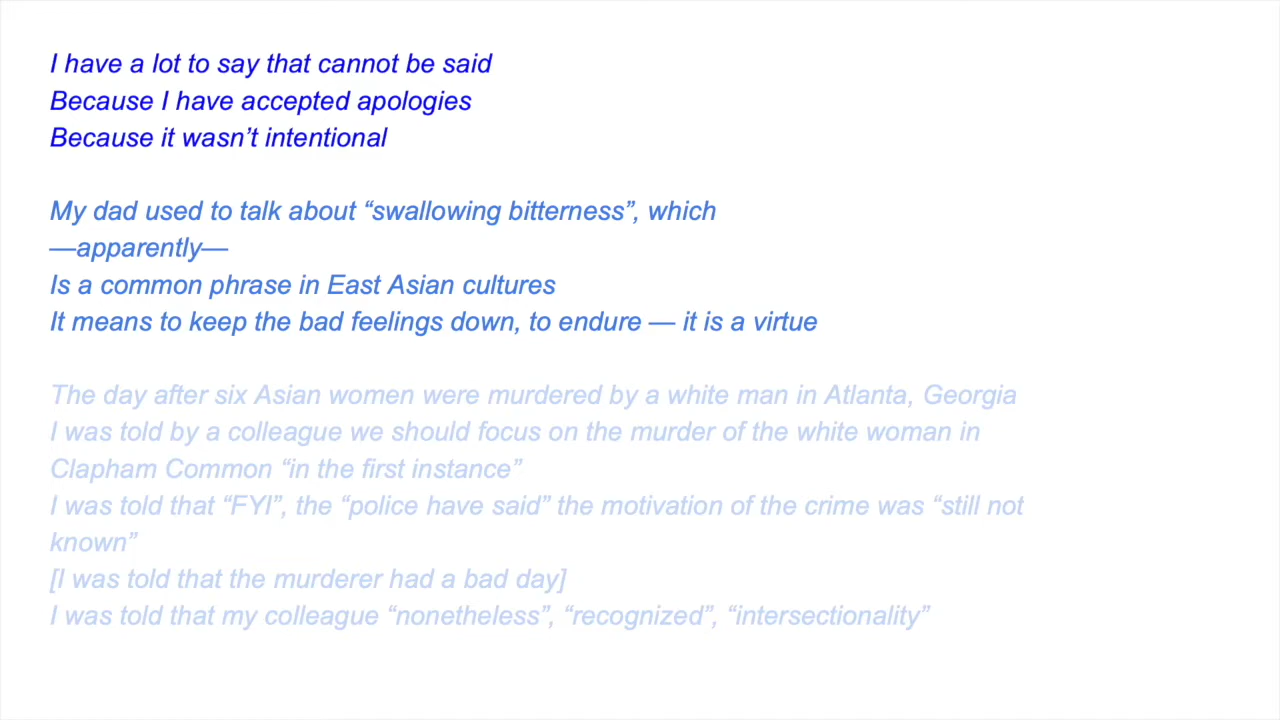 I have a lot to say that cannot be said
Because I have accepted apologies
Because it wasn’t intentional
My dad used to talk about “swallowing bitterness”, which
—apparently—
Is a common phrase in East Asian cultures
It means to keep the bad feelings down, to endure — it is a virtue
The day after six Asian women were murdered by a white man in Atlanta, Georgia
I was told by a colleague we should focus on the murder of the white woman in
Clapham Common “in the first instance”
I was told that “FYI”, the “police have said” the motivation of the crime was “still not
known”
[I was told that the murderer had a bad day]
I was told that my colleague “nonetheless”, “recognized”, “intersectionality”